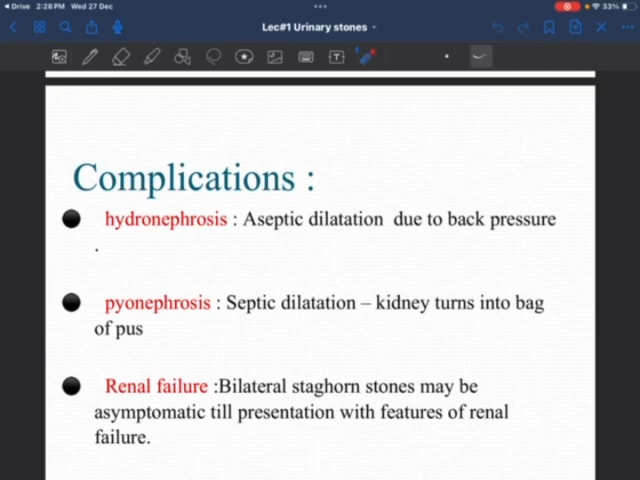 Drive 2:28 PM Wed 27 Dec
33%
Lec#1 Urinary stones
Complications :
hydronephrosis : Aseptic dilatation due to back pressure
.
pyonephrosis : Septic dilatation – kidney turns into bag
of pus
Renal failure :Bilateral staghorn stones may be
asymptomatic till presentation with features of renal
failure.